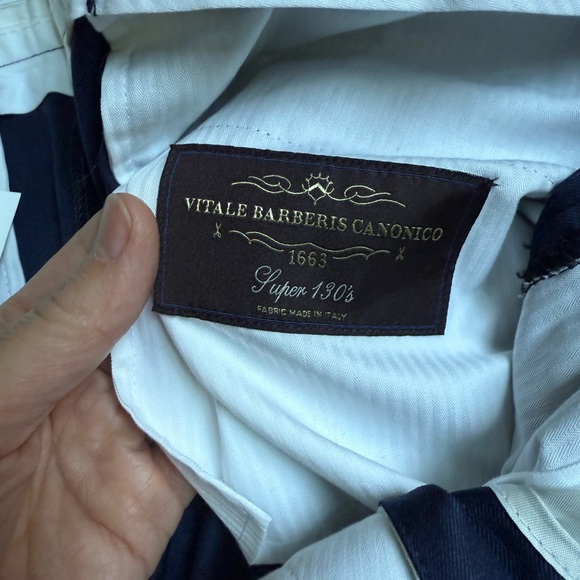 VITALE BARBERIS CANONICO
1663
Super 130's
FABRIC MADE IN ITALY